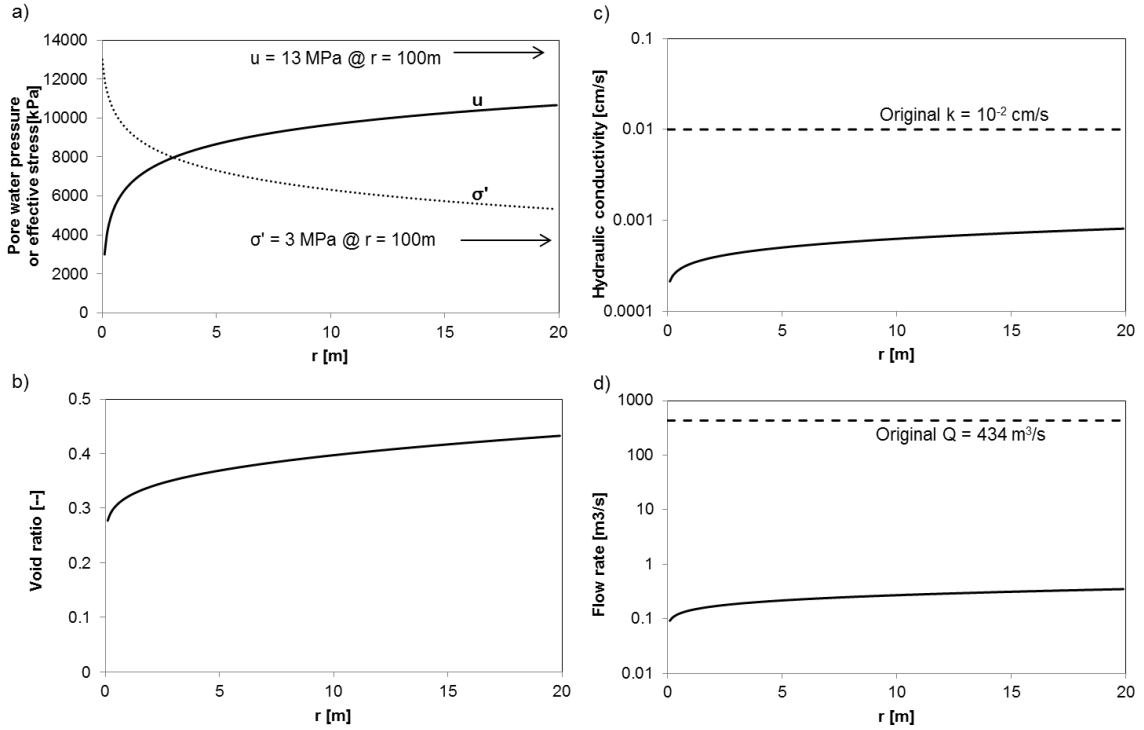 a)
Pore water pressure
or effective stress[kPa]
14000
12000
10000
8000
6000
4000
2000
0
u = 13 MPa @ r = 100m
u
σ'
σ' = 3 MPa @ r = 100m
0 5 10 15 20
r [m]
c)
Hydraulic conductivity [cm/s]
0.1
0.01
0.001
0.0001
Original k = 10⁻² cm/s
0 5 10 15 20
r [m]
b)
Void ratio [--]
0.5
0.4
0.3
0.2
0.1
0
0 5 10 15 20
r [m]
d)
Flow rate [m3/s]
1000
100
10
1
0.1
0.01
Original Q = 434 m³/s
0 5 10 15 20
r [m]